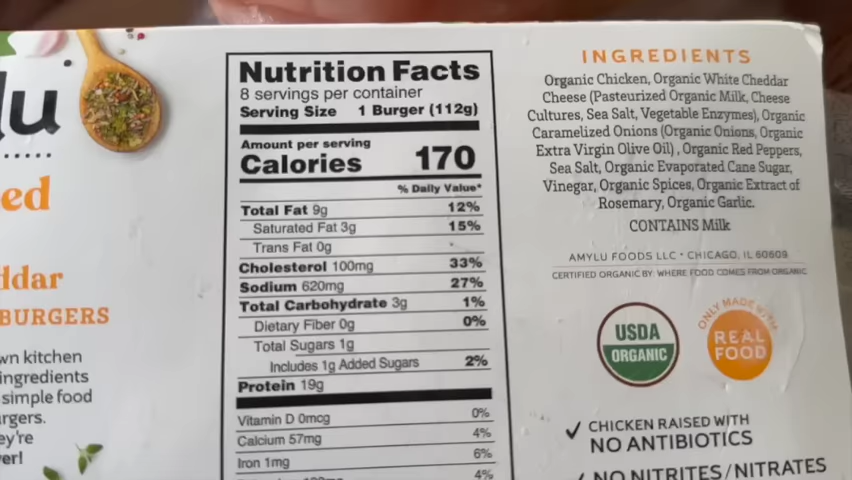 lu
ed
ddar
BURGERS
wn kitchen
ingredients
simple food
urgers.
ey're
ver!
Nutrition Facts
8 servings per container
Serving Size 1 Burger (112g)
Amount per serving
Calories 170
% Daily Value*
Total Fat 9g 12%
Saturated Fat 3g 15%
Trans Fat 0g
Cholesterol 100mg 33%
Sodium 620mg 27%
Total Carbohydrate 3g 1%
Dietary Fiber 0g 0%
Total Sugars 1g
Includes 1g Added Sugars 2%
Protein 19g
Vitamin D 0mcg 0%
Calcium 57mg 4%
Iron 1mg 6%
4%
INGREDIENTS
Organic Chicken, Organic White Cheddar
Cheese (Pasteurized Organic Milk, Cheese
Cultures, Sea Salt, Vegetable Enzymes), Organic
Caramelized Onions (Organic Onions, Organic
Extra Virgin Olive Oil) , Organic Red Peppers,
Sea Salt, Organic Evaporated Cane Sugar,
Vinegar, Organic Spices, Organic Extract of
Rosemary, Organic Garlic.
CONTAINS Milk
AMYLU FOODS LLC • CHICAGO, IL 60609
CERTIFIED ORGANIC BY: WHERE FOOD COMES FROM ORGANIC
USDA
ORGANIC
ONLY MADE WITH
REAL
FOOD
✓ CHICKEN RAISED WITH
NO ANTIBIOTICS
✓ NO NITRITES/NITRATES